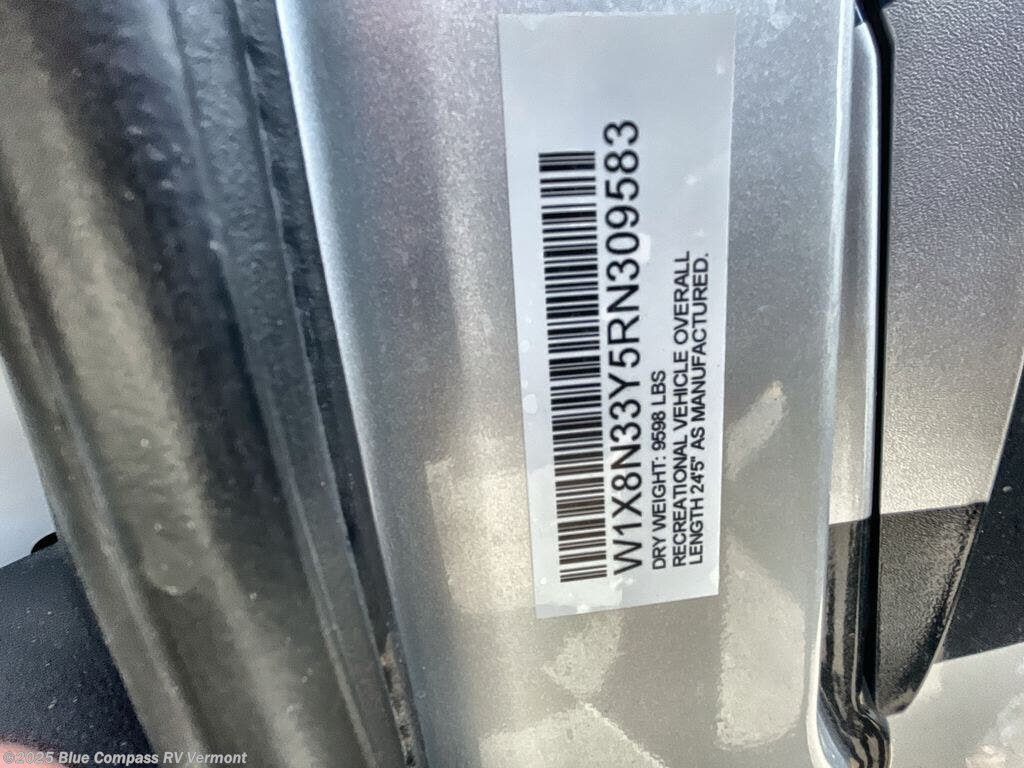 W1X8N33Y5RN309583
DRY WEIGHT: 9598 LBS
RECREATIONAL VEHICLE OVERALL
LENGTH 24'5" AS MANUFACTURED.
©2025 Blue Compass RV Vermont